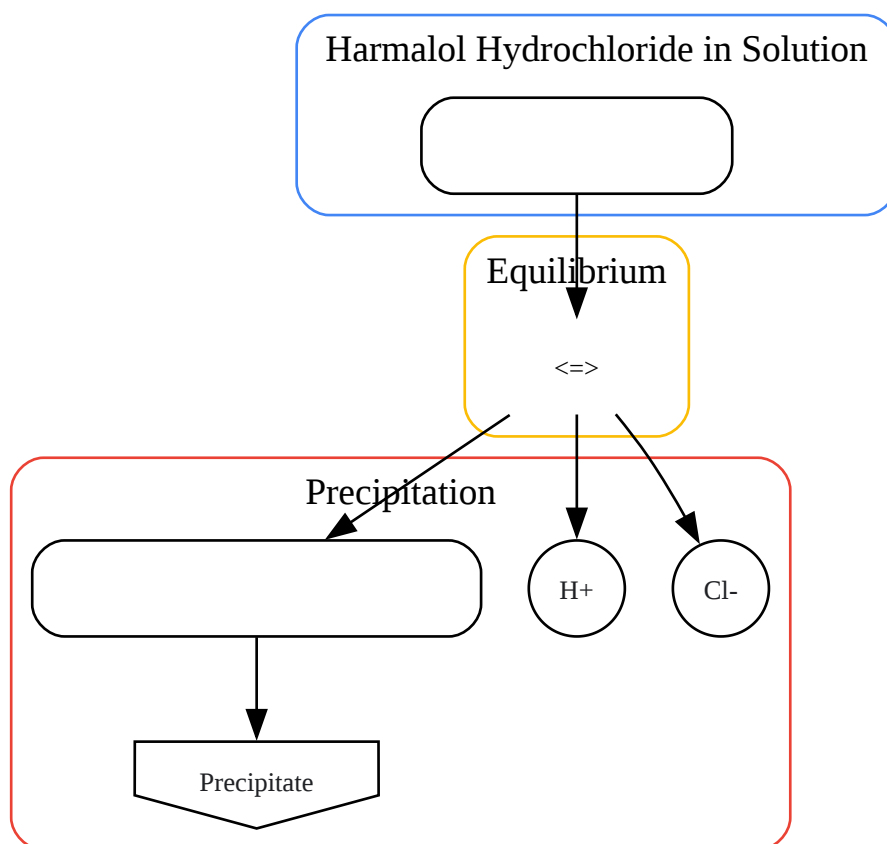 Harmalol Hydrochloride in Solution
Equilibrium
<=>
Precipitation
H+
Cl-
Precipitate